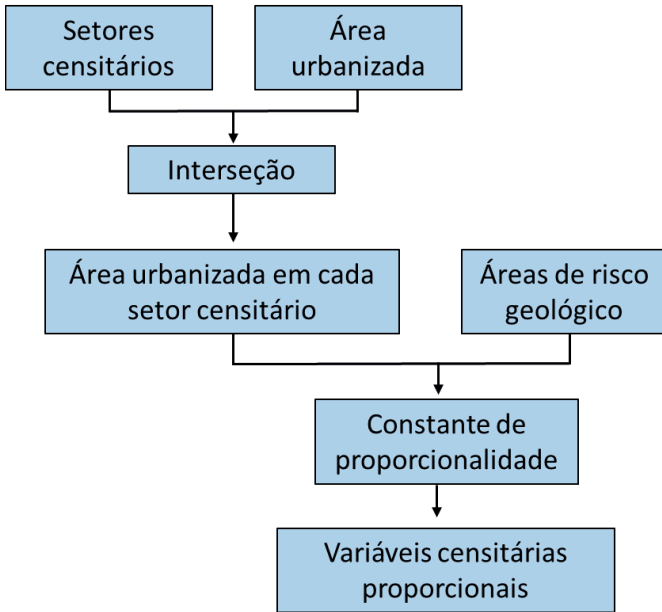 Setores
censitários
Área
urbanizada
Interseção
Área urbanizada em cada
setor censitário
Áreas de risco
geológico
Constante de
proporcionalidade
Variáveis censitárias
proporcionais